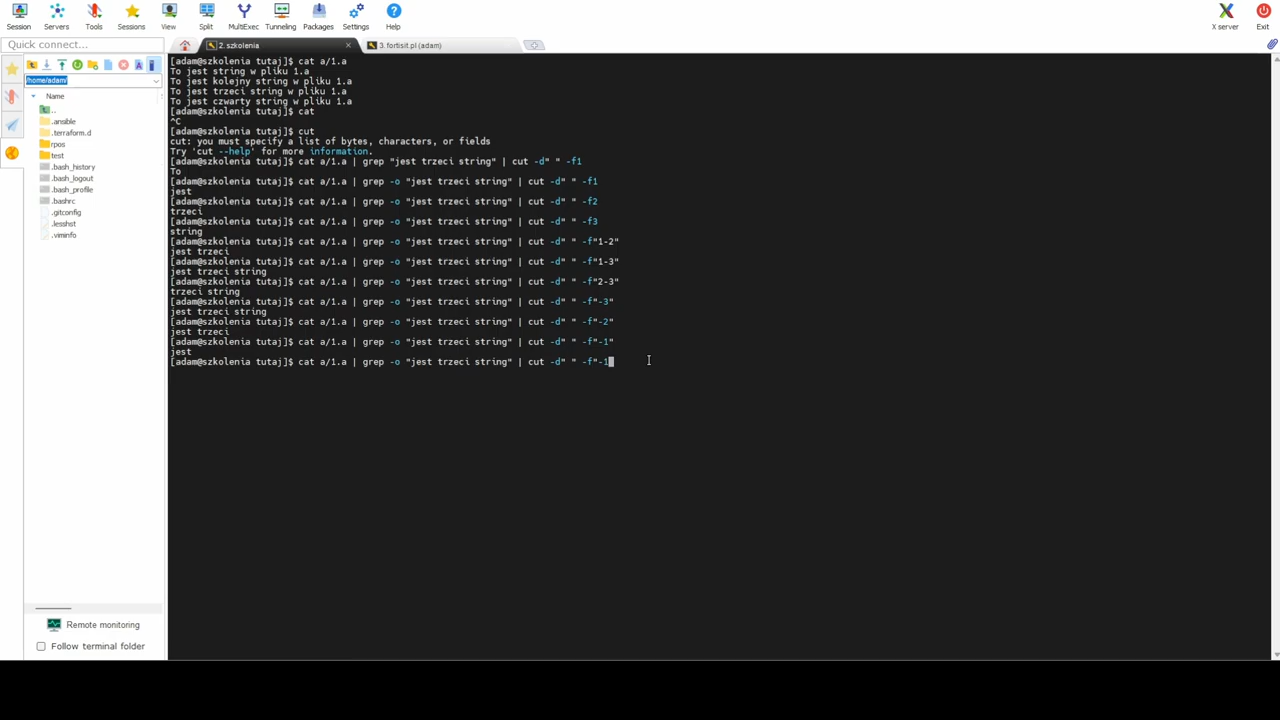 Session
Servers
Tools
Sessions
View
Split
MultiExec
Tunneling
Packages
Settings
Help
X server
Exit
Quick connect...
2. szkolenia
3. fortisit.pl (adam)
/home/adam/
Name
..
.ansible
.terraform.d
rpos
test
.bash_history
.bash_logout
.bash_profile
.bashrc
.gitconfig
.lesshst
.viminfo
Remote monitoring
Follow terminal folder
[adam@szkolenia tutaj]$ cat a/1.a
To jest string w pliku 1.a
To jest kolejny string w pliku 1.a
To jest trzeci string w pliku 1.a
To jest czwarty string w pliku 1.a
[adam@szkolenia tutaj]$ cat
^C
[adam@szkolenia tutaj]$ cut
cut: you must specify a list of bytes, characters, or fields
Try 'cut --help' for more information.
[adam@szkolenia tutaj]$ cat a/1.a | grep "jest trzeci string" | cut -d" " -f1
To
[adam@szkolenia tutaj]$ cat a/1.a | grep -o "jest trzeci string" | cut -d" " -f1
jest
[adam@szkolenia tutaj]$ cat a/1.a | grep -o "jest trzeci string" | cut -d" " -f2
trzeci
[adam@szkolenia tutaj]$ cat a/1.a | grep -o "jest trzeci string" | cut -d" " -f3
string
[adam@szkolenia tutaj]$ cat a/1.a | grep -o "jest trzeci string" | cut -d" " -f"1-2"
jest trzeci
[adam@szkolenia tutaj]$ cat a/1.a | grep -o "jest trzeci string" | cut -d" " -f"1-3"
jest trzeci string
[adam@szkolenia tutaj]$ cat a/1.a | grep -o "jest trzeci string" | cut -d" " -f"2-3"
trzeci string
[adam@szkolenia tutaj]$ cat a/1.a | grep -o "jest trzeci string" | cut -d" " -f"-3"
jest trzeci string
[adam@szkolenia tutaj]$ cat a/1.a | grep -o "jest trzeci string" | cut -d" " -f"-2"
jest trzeci
[adam@szkolenia tutaj]$ cat a/1.a | grep -o "jest trzeci string" | cut -d" " -f"-1"
jest
[adam@szkolenia tutaj]$ cat a/1.a | grep -o "jest trzeci string" | cut -d" " -f"-1